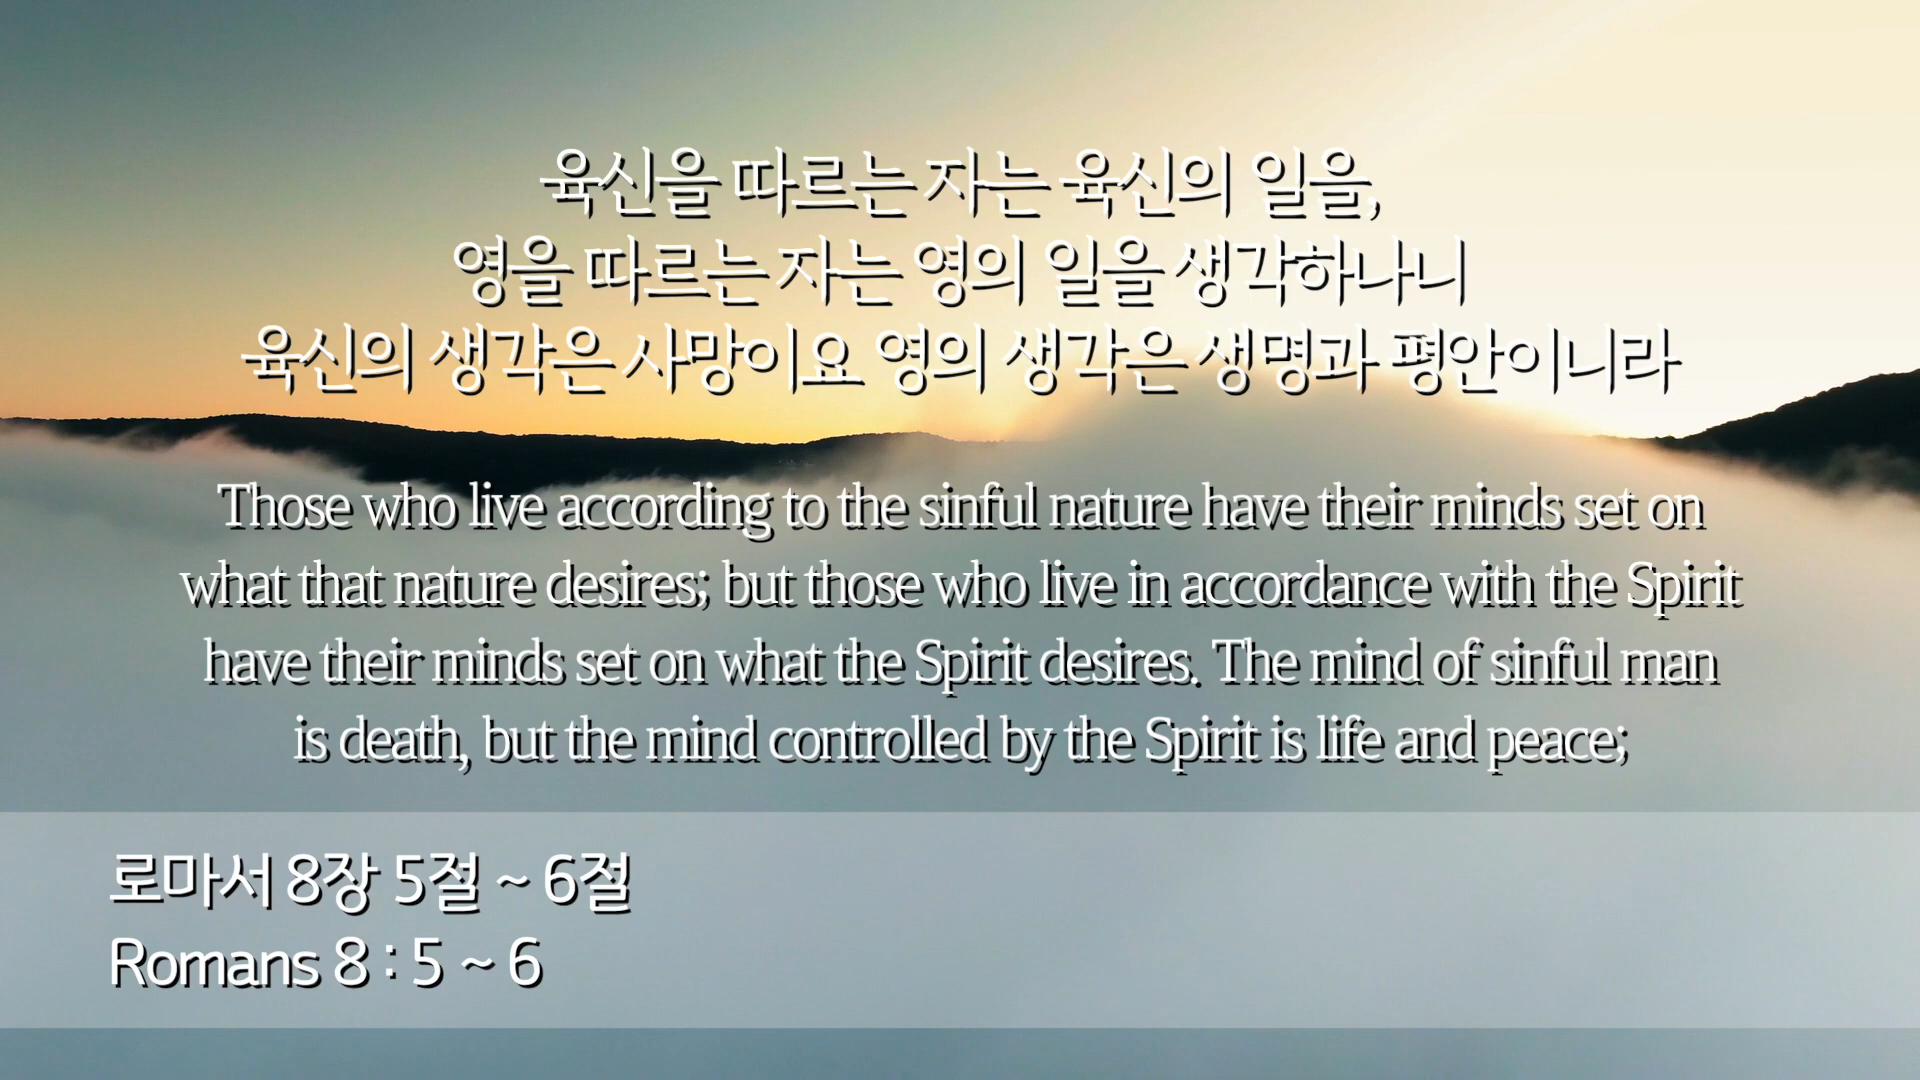 육신을 따르는 자는 육신의 일을,
영을 따르는 자는 영의 일을 생각하나니
육신의 생각은 사망이요 영의 생각은 생명과 평안이니라
Those who live according to the sinful nature have their minds set on
what that nature desires; but those who live in accordance with the Spirit
have their minds set on what the Spirit desires. The mind of sinful man
is death, but the mind controlled by the Spirit is life and peace;
로마서 8장 5절 ~ 6절
Romans 8 : 5 ~ 6